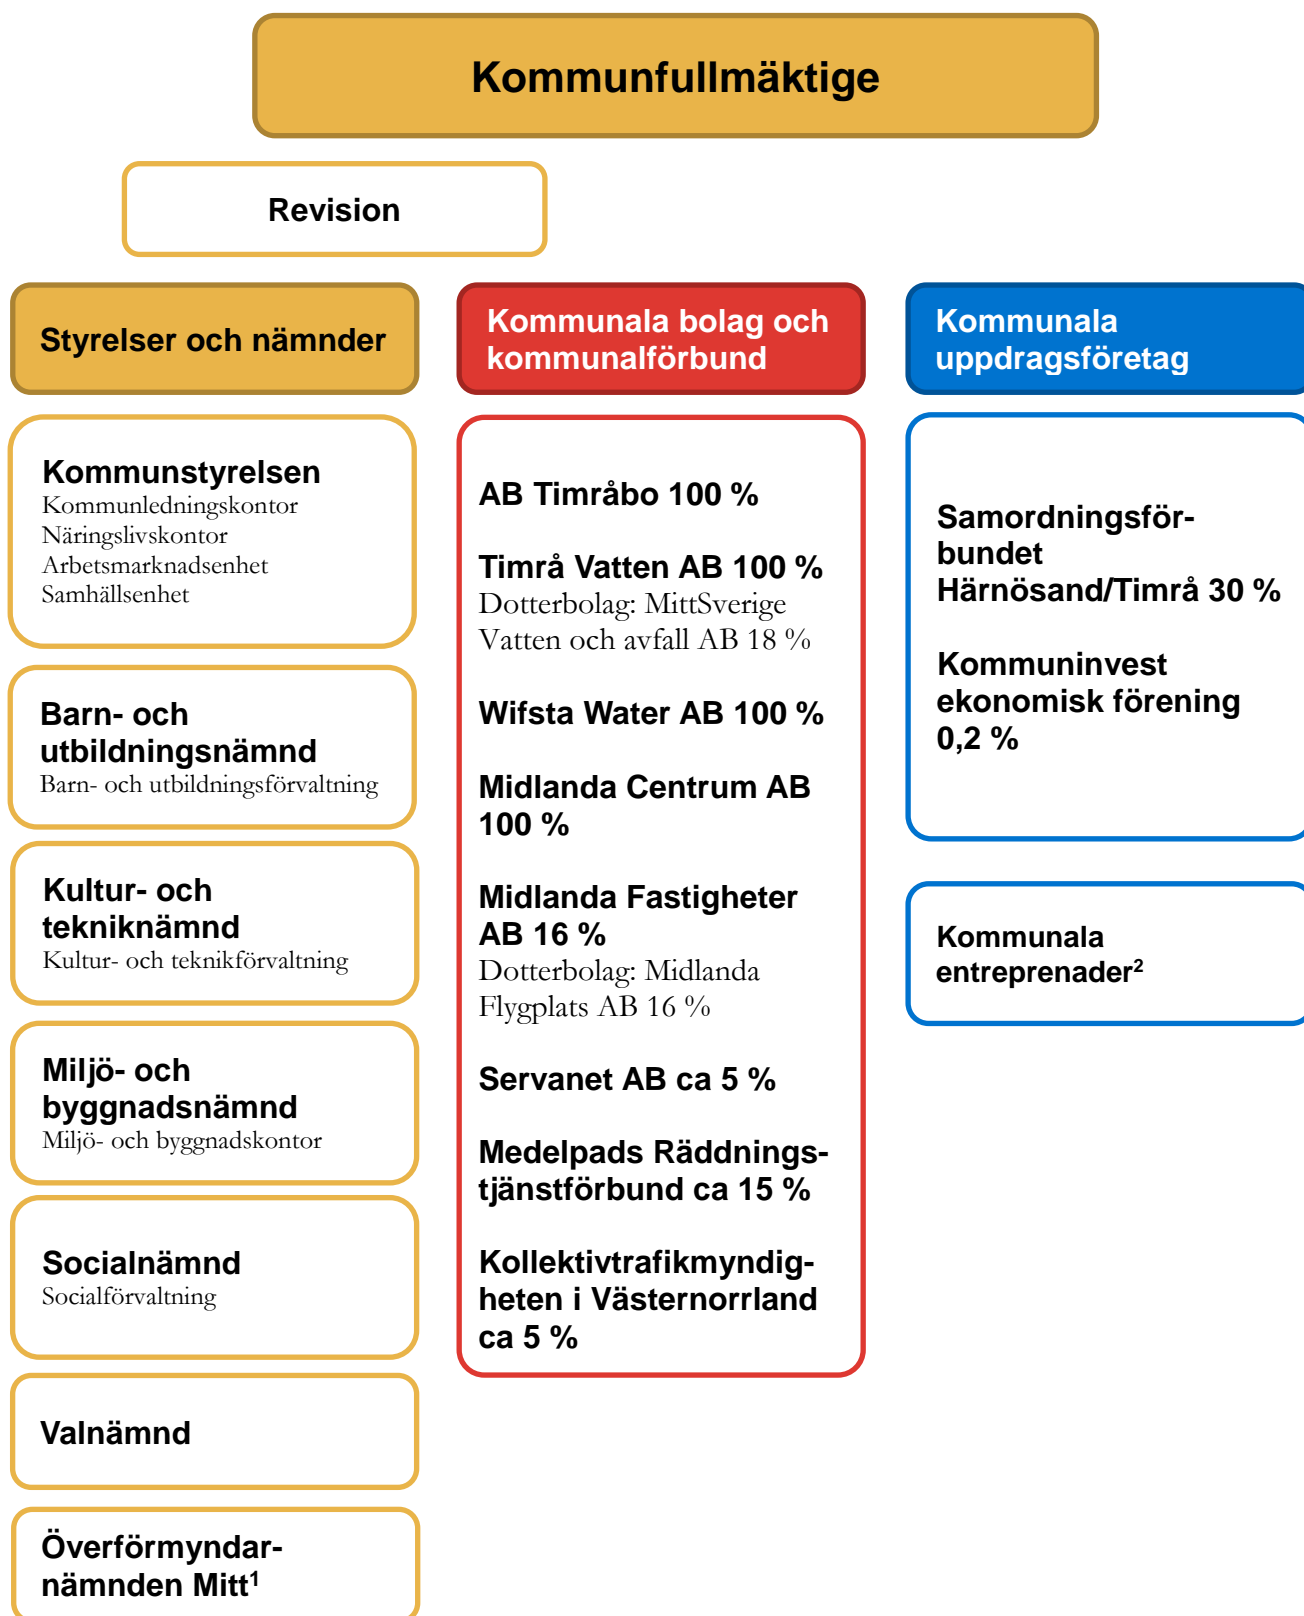 Kommunfullmäktige
Revision
Styrelser och nämnder
Kommunstyrelsen
Kommunledningskontor
Näringslivskontor
Arbetsmarknadsenhet
Samhällsenhet
Barn- och
utbildningsnämnd
Barn- och utbildningsförvaltning
Kultur- och
tekniknämnd
Kultur- och teknikförvaltning
Miljö- och
byggnadsnämnd
Miljö- och byggnadskontor
Socialnämnd
Socialförvaltning
Valnämnd
Överförmyndar-
nämnden Mitt¹
Kommunala bolag och
kommunalförbund
AB Timråbo 100 %
Timrå Vatten AB 100 %
Dotterbolag: MittSverige
Vatten och avfall AB 18 %
Wifsta Water AB 100 %
Midlanda Centrum AB
100 %
Midlanda Fastigheter
AB 16 %
Dotterbolag: Midlanda
Flygplats AB 16 %
Servanet AB ca 5 %
Medelpads Räddnings-
tjänstförbund ca 15 %
Kollektivtrafikmyndig-
heten i Västernorrland
ca 5 %
Kommunala
uppdragsföretag
Samordningsför-
bundet
Härnösand/Timrå 30 %
Kommuninvest
ekonomisk förening
0,2 %
Kommunala
entreprenader²